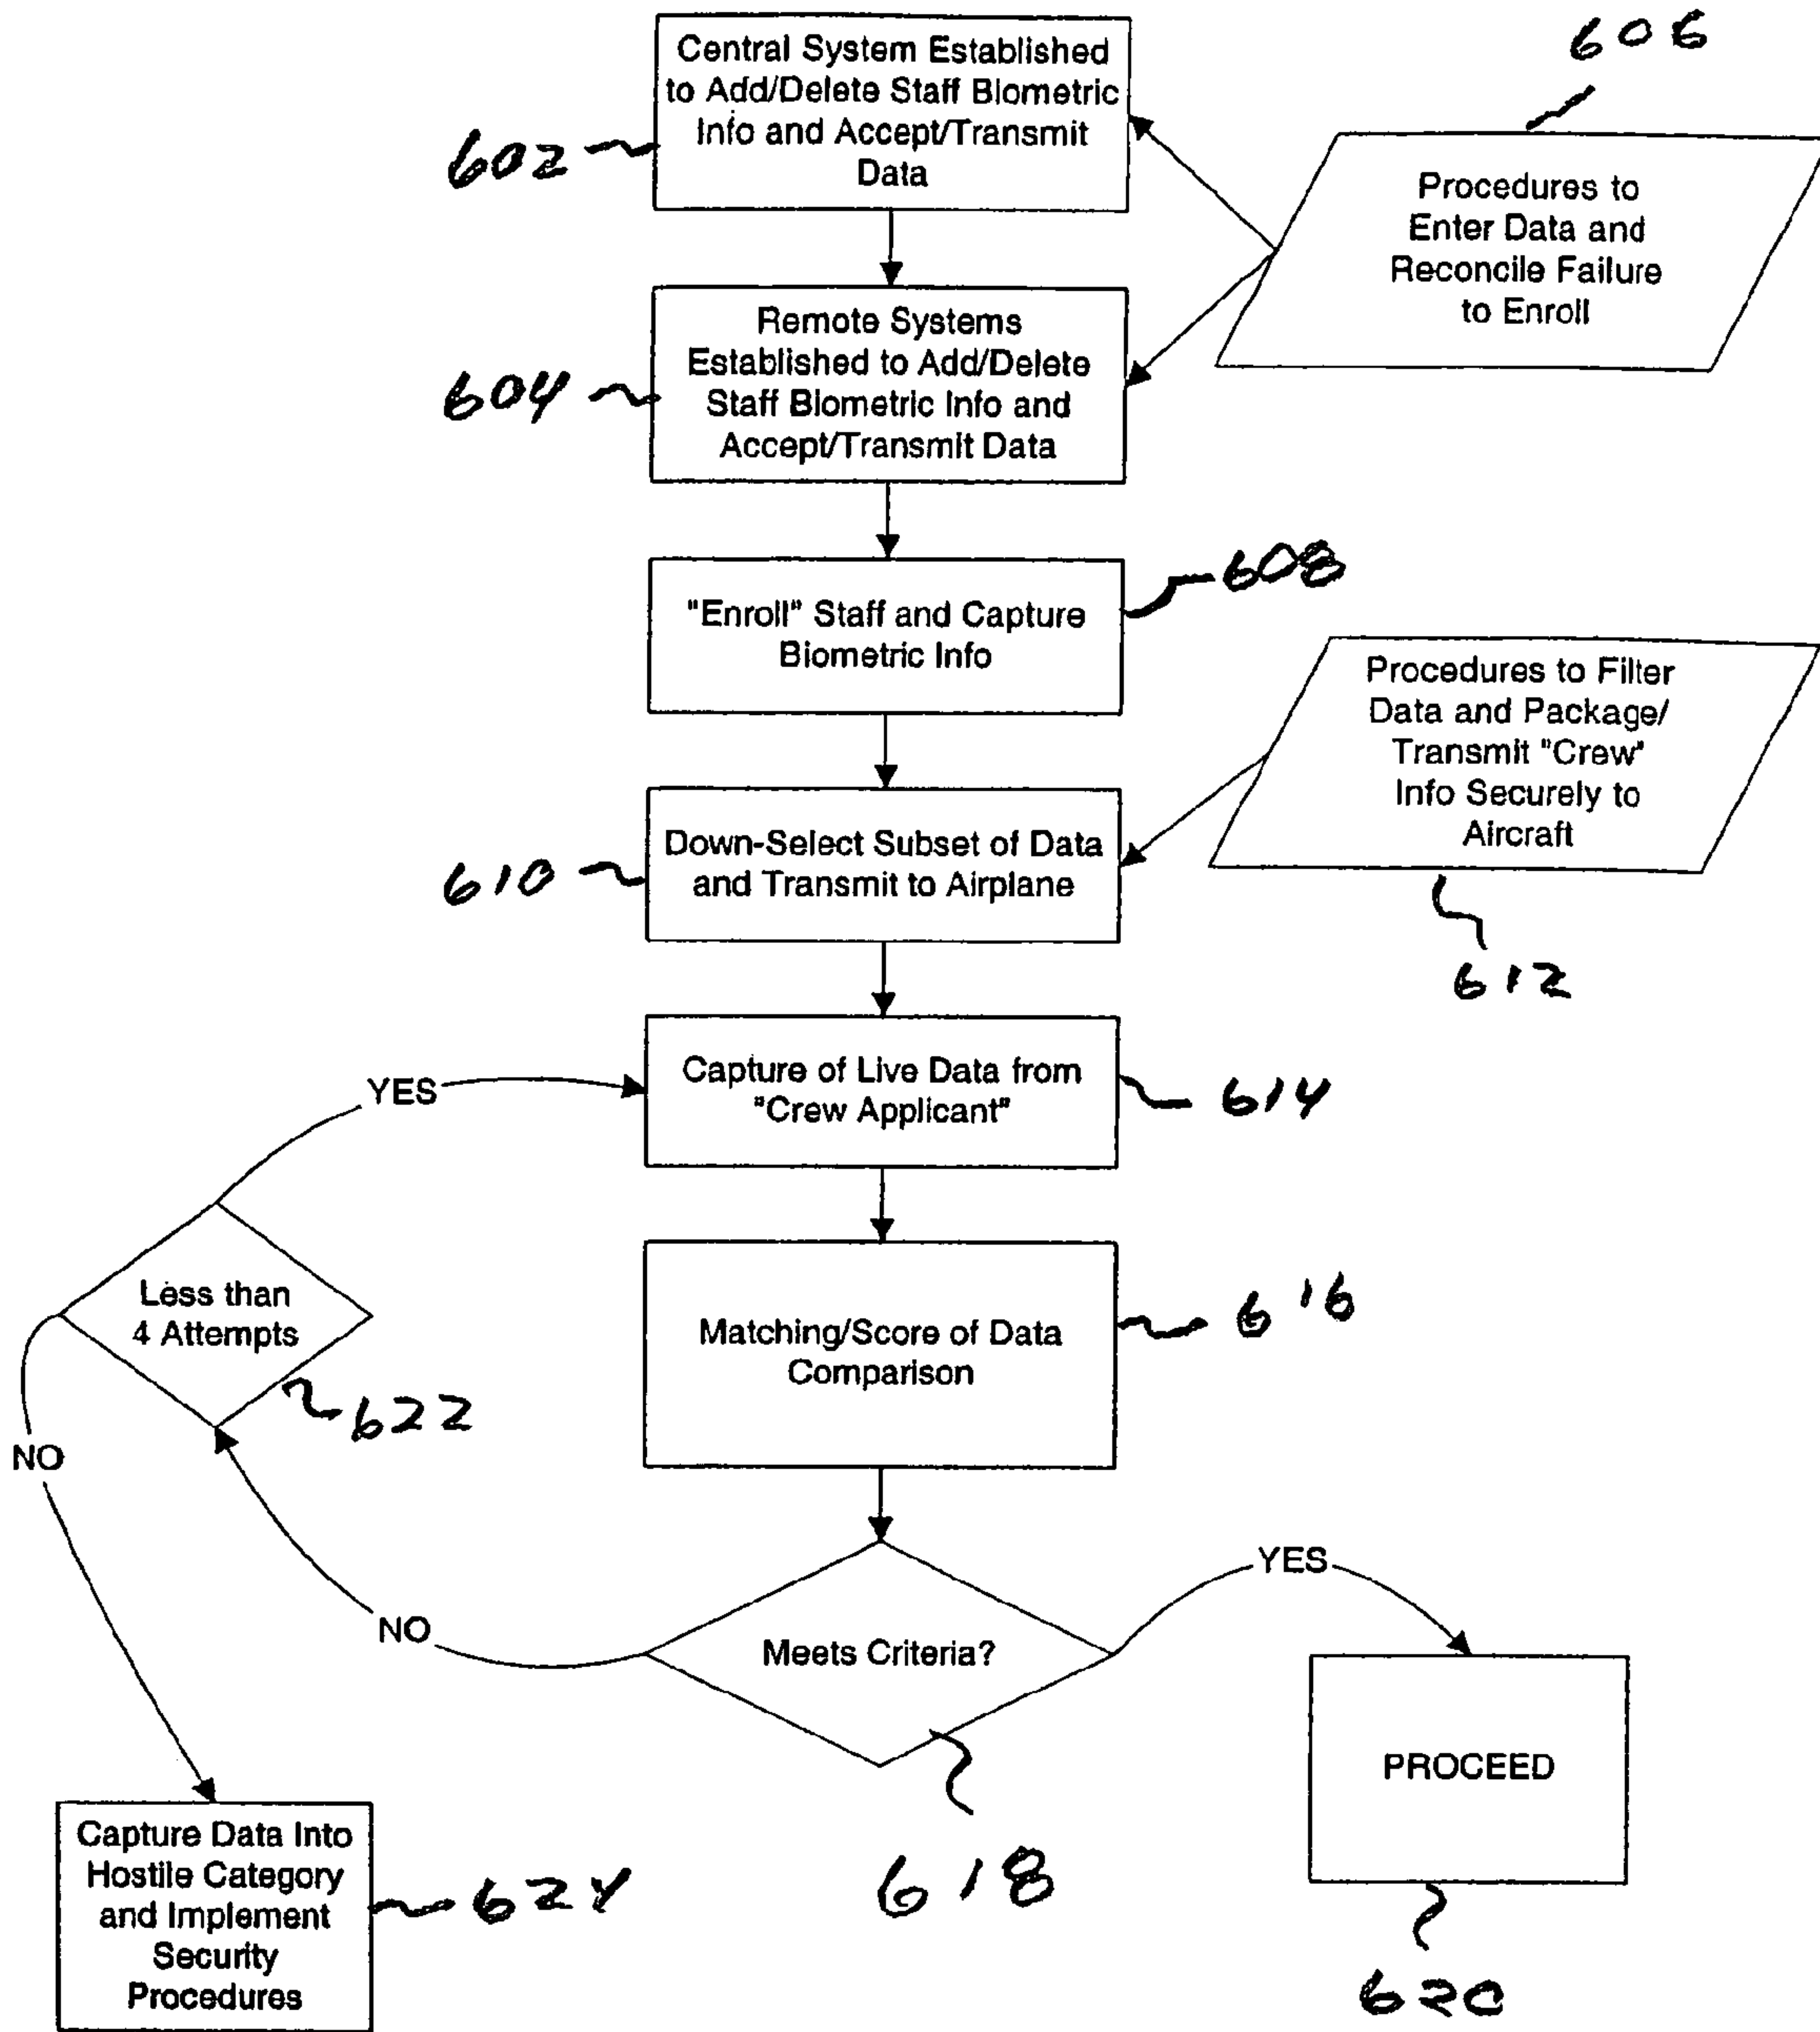 Central System Established
to Add/Delete Staff Biometric
Info and Accept/Transmit
Data
602
606
Procedures to
Enter Data and
Reconcile Failure
to Enroll
Remote Systems
Established to Add/Delete
Staff Biometric Info and
Accept/Transmit Data
604
"Enroll" Staff and Capture
Biometric Info
608
Procedures to Filter
Data and Package/
Transmit "Crew"
Info Securely to
Aircraft
612
Down-Select Subset of Data
and Transmit to Airplane
610
Capture of Live Data from
"Crew Applicant"
614
YES
Less than
4 Attempts
622
Matching/Score of Data
Comparison
616
NO
NO
Meets Criteria?
618
YES
PROCEED
620
Capture Data Into
Hostile Category
and Implement
Security
Procedures
624